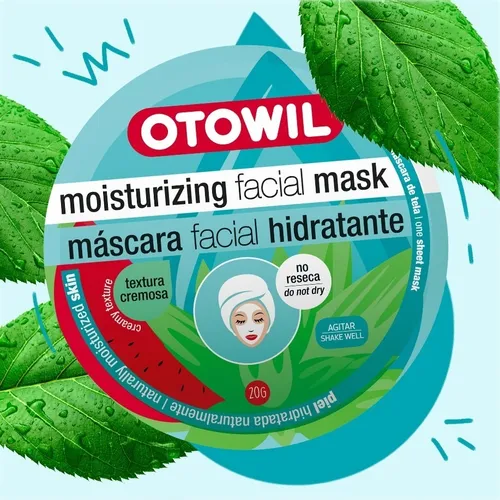 OTOWIL
moisturizing facial mask
máscara facial hidratante
máscara de tela | one sheet mask
textura
cremosa
creamy texture
no
reseca
do not dry
AGITAR
SHAKE WELL
20G
piel hidratada naturalmente | naturally moisturized skin